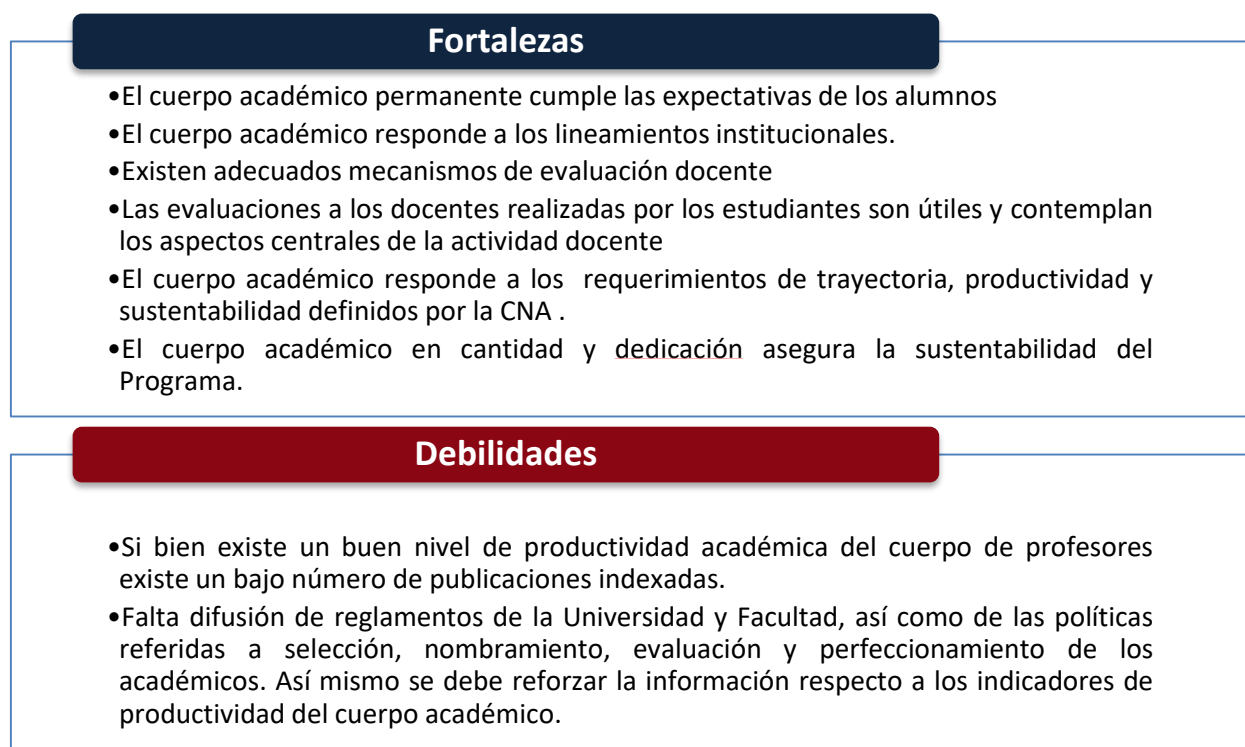 Fortalezas
•El cuerpo académico permanente cumple las expectativas de los alumnos
•El cuerpo académico responde a los lineamientos institucionales.
•Existen adecuados mecanismos de evaluación docente
•Las evaluaciones a los docentes realizadas por los estudiantes son útiles y contemplan
los aspectos centrales de la actividad docente
•El cuerpo académico responde a los  requerimientos de trayectoria, productividad y
sustentabilidad definidos por la CNA .
•El cuerpo académico en cantidad y dedicación asegura la sustentabilidad del
Programa.
Debilidades
•Si bien existe un buen nivel de productividad académica del cuerpo de profesores
existe un bajo número de publicaciones indexadas.
•Falta difusión de reglamentos de la Universidad y Facultad, así como de las políticas
referidas a selección, nombramiento, evaluación y perfeccionamiento de los
académicos. Así mismo se debe reforzar la información respecto a los indicadores de
productividad del cuerpo académico.